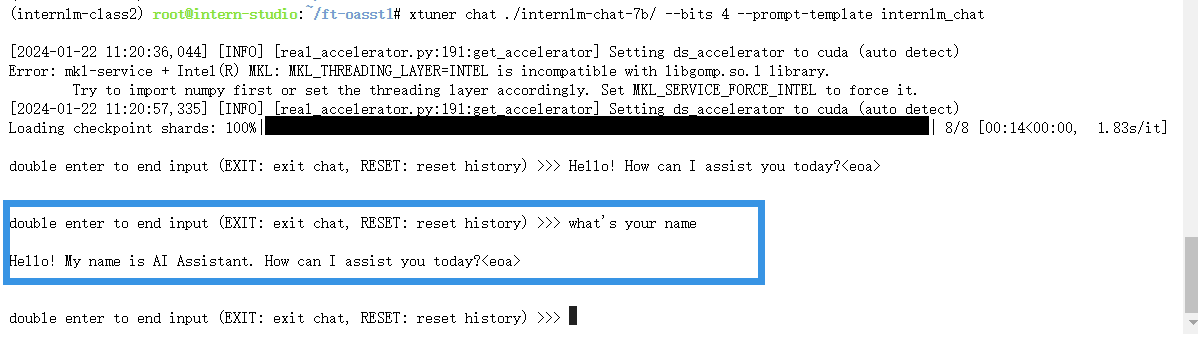 (internlm-class2) root@intern-studio:~/ft-oasst1# xtuner chat ./internlm-chat-7b/ --bits 4 --prompt-template internlm_chat
[2024-01-22 11:20:36,044] [INFO] [real_accelerator.py:191:get_accelerator] Setting ds_accelerator to cuda (auto detect)
Error: mkl-service + Intel(R) MKL: MKL_THREADING_LAYER=INTEL is incompatible with libgomp.so.1 library.
Try to import numpy first or set the threading layer accordingly. Set MKL_SERVICE_FORCE_INTEL to force it.
[2024-01-22 11:20:57,335] [INFO] [real_accelerator.py:191:get_accelerator] Setting ds_accelerator to cuda (auto detect)
Loading checkpoint shards: 100%|██████████| 8/8 [00:14<00:00, 1.83s/it]
double enter to end input (EXIT: exit chat, RESET: reset history) >>> Hello! How can I assist you today?<eoa>
double enter to end input (EXIT: exit chat, RESET: reset history) >>> what's your name
Hello! My name is AI Assistant. How can I assist you today?<eoa>
double enter to end input (EXIT: exit chat, RESET: reset history) >>>